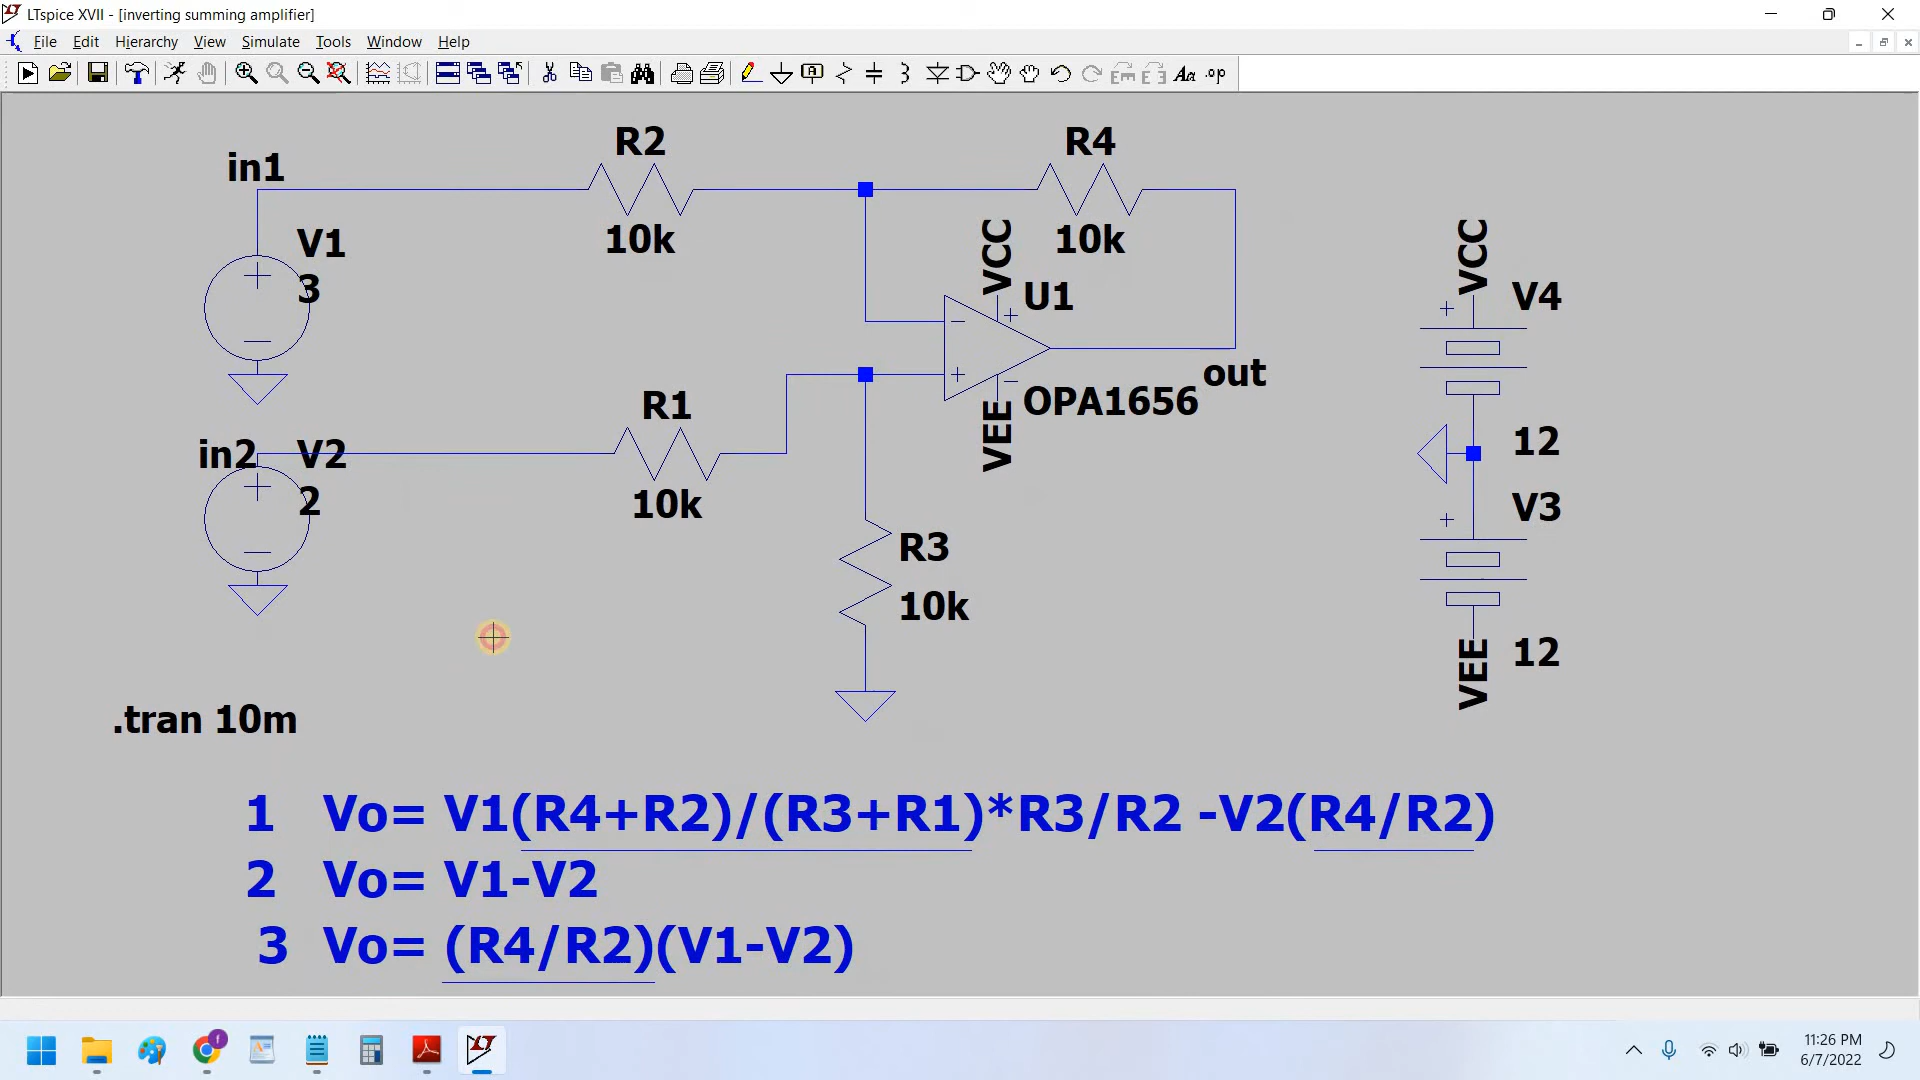 LTspice XVII - [inverting summing amplifier]
File Edit Hierarchy View Simulate Tools Window Help
Aa .op
R2
R4
in1
10k
10k
V1
3
VCC
U1
VCC
V4
out
OPA1656
VEE
R1
10k
in2
V2
2
12
V3
R3
10k
VEE
12
.tran 10m
1 Vo= V1(R4+R2)/(R3+R1)*R3/R2 -V2(R4/R2)
2 Vo= V1-V2
3 Vo= (R4/R2)(V1-V2)
11:26 PM
6/7/2022